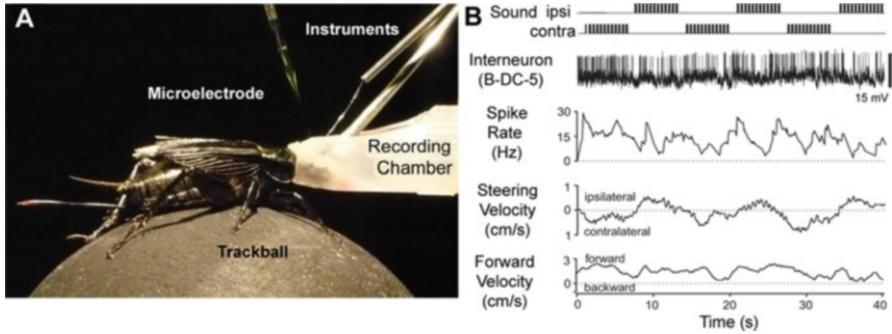 A
Instruments
Microelectrode
Recording
Chamber
Trackball
B
Sound ipsi
contra
Interneuron
(B-DC-5)
15 mV
Spike
Rate
(Hz)
30
15
0
Steering
Velocity
(cm/s)
1
0
1
ipsilateral
contralateral
Forward
Velocity
(cm/s)
3
0
forward
backward
0 10 20 30 40
Time (s)